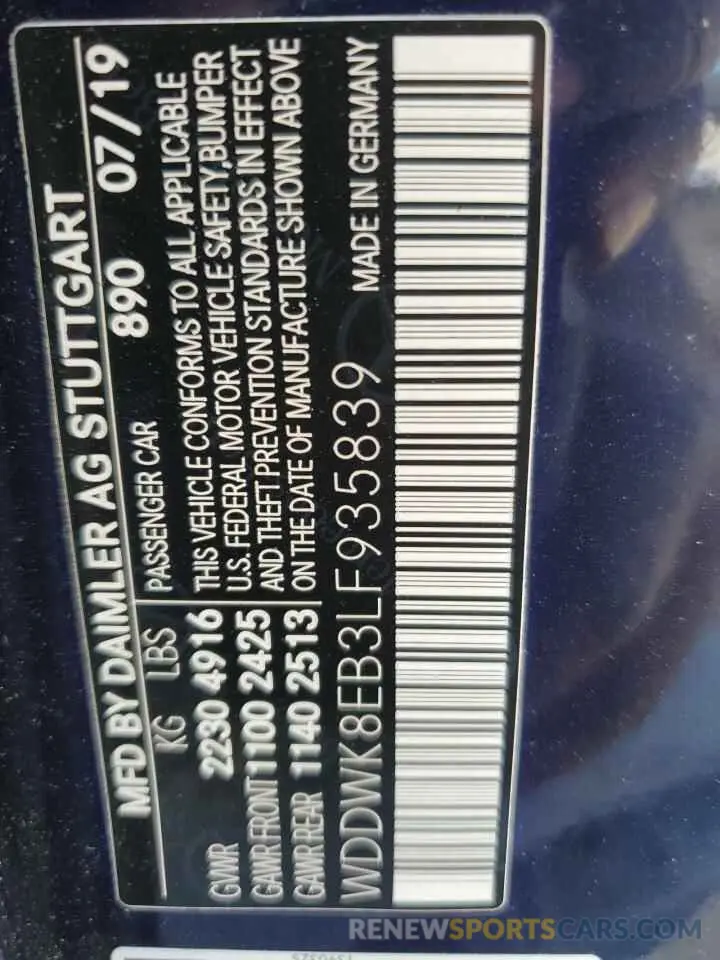 MFD BY DAIMLER AG STUTTGART
890 07/19
KG LBS PASSENGER CAR
GVWR 2230 4916 THIS VEHICLE CONFORMS TO ALL APPLICABLE
U.S. FEDERAL MOTOR VEHICLE SAFETY, BUMPER
GAWR FRONT 1100 2425 AND THEFT PREVENTION STANDARDS IN EFFECT
GAWR REAR 1140 2513 ON THE DATE OF MANUFACTURE SHOWN ABOVE
WDDWK8EB3LF935839 MADE IN GERMANY
RENEWSPORTSCARS.COM